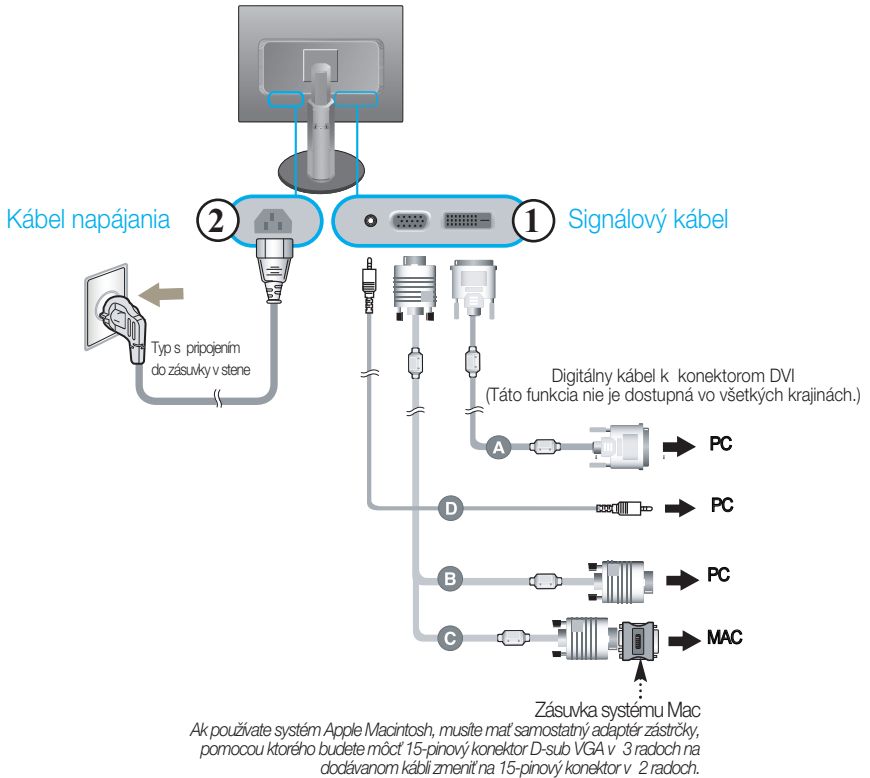 Kábel napájania
2
1
Signálový kábel
Typ s pripojením
do zásuvky v stene
Digitálny kábel k konektorom DVI
(Táto funkcia nie je dostupná vo všetkých krajinách.)
A
PC
D
PC
B
PC
C
MAC
Zásuvka systému Mac
Ak používate systém Apple Macintosh, musíte mať samostatný adaptér zástrčky,
pomocou ktorého budete môcť 15-pinový konektor D-sub VGA v 3 radoch na
dodávanom kábli zmeniť na 15-pinový konektor v 2 radoch.